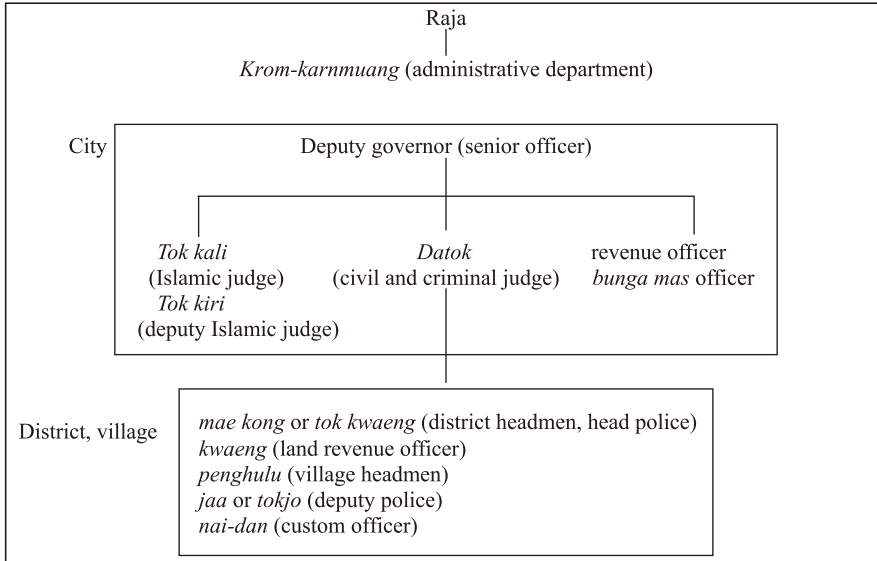 Raja
Krom-karnmuang (administrative department)
City
Deputy governor (senior officer)
Tok kali
(Islamic judge)
Tok kiri
(deputy Islamic judge)
Datok
(civil and criminal judge)
revenue officer
bunga mas officer
District, village
mae kong or tok kwaeng (district headmen, head police)
kwaeng (land revenue officer)
penghulu (village headmen)
jaa or tokjo (deputy police)
nai-dan (custom officer)